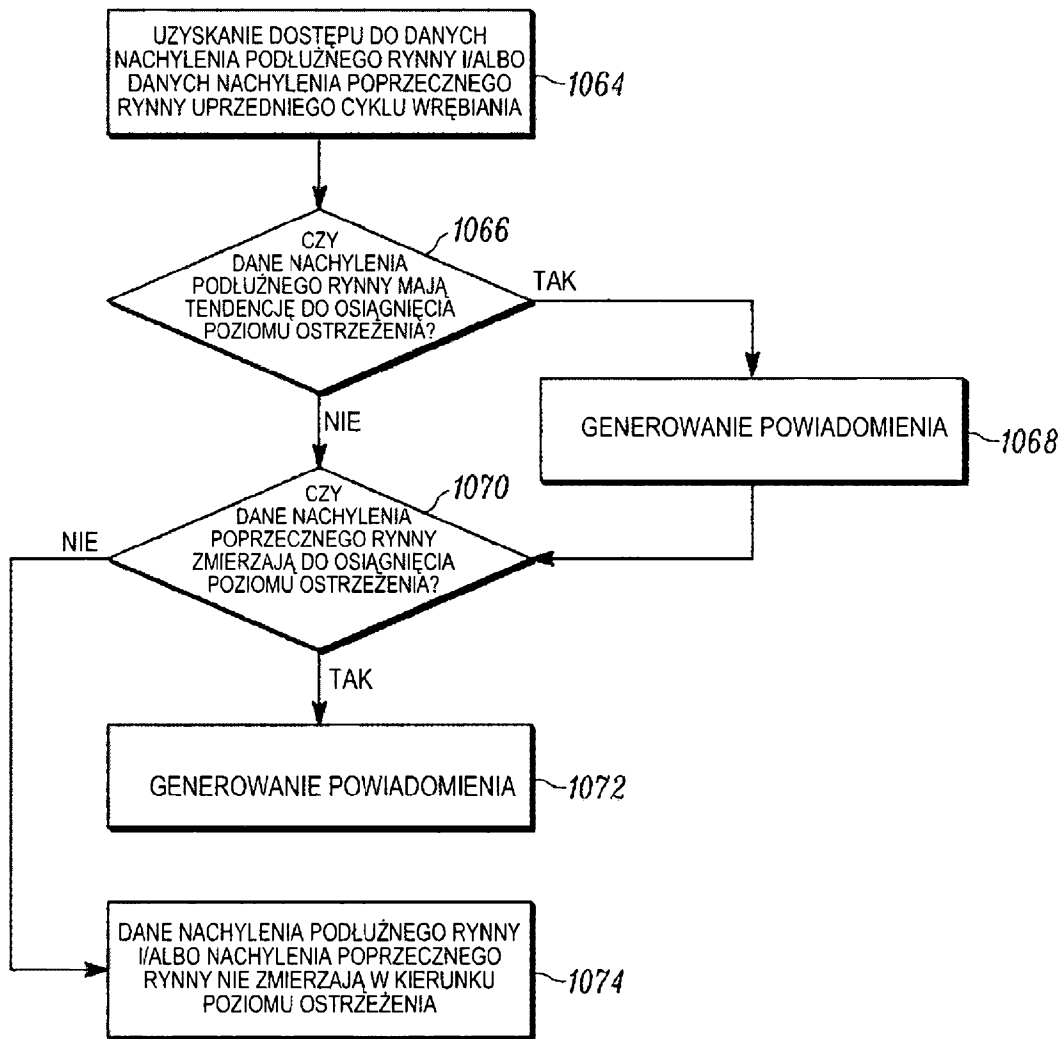 UZYSKANIE DOSTĘPU DO DANYCH
NACHYLENIA PODŁUŻNEGO RYNNY I/ALBO
DANYCH NACHYLENIA POPRZECZNEGO
RYNNY UPRZEDNIEGO CYKLU WRĘBIANIA
1064
1066
CZY
DANE NACHYLENIA
PODŁUŻNEGO RYNNY MAJĄ
TENDENCJĘ DO OSIĄGNIĘCIA
POZIOMU OSTRZEŻENIA?
TAK
NIE
GENEROWANIE POWIADOMIENIA
1068
1070
CZY
DANE NACHYLENIA
POPRZECZNEGO RYNNY
ZMIERZAJĄ DO OSIĄGNIĘCIA
POZIOMU OSTRZEŻENIA?
NIE
TAK
GENEROWANIE POWIADOMIENIA
1072
DANE NACHYLENIA PODŁUŻNEGO RYNNY
I/ALBO NACHYLENIA POPRZECZNEGO
RYNNY NIE ZMIERZAJĄ W KIERUNKU
POZIOMU OSTRZEŻENIA
1074